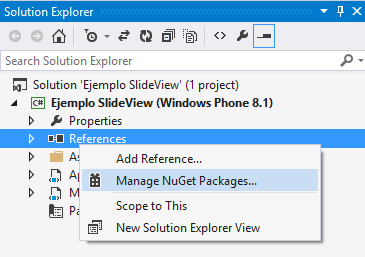 Solution Explorer
Search Solution Explorer
Solution 'Ejemplo SlideView' (1 project)
C# Ejemplo SlideView (Windows Phone 8.1)
Properties
References
As
Ap
M
Pa
Add Reference...
Manage NuGet Packages...
Scope to This
New Solution Explorer View